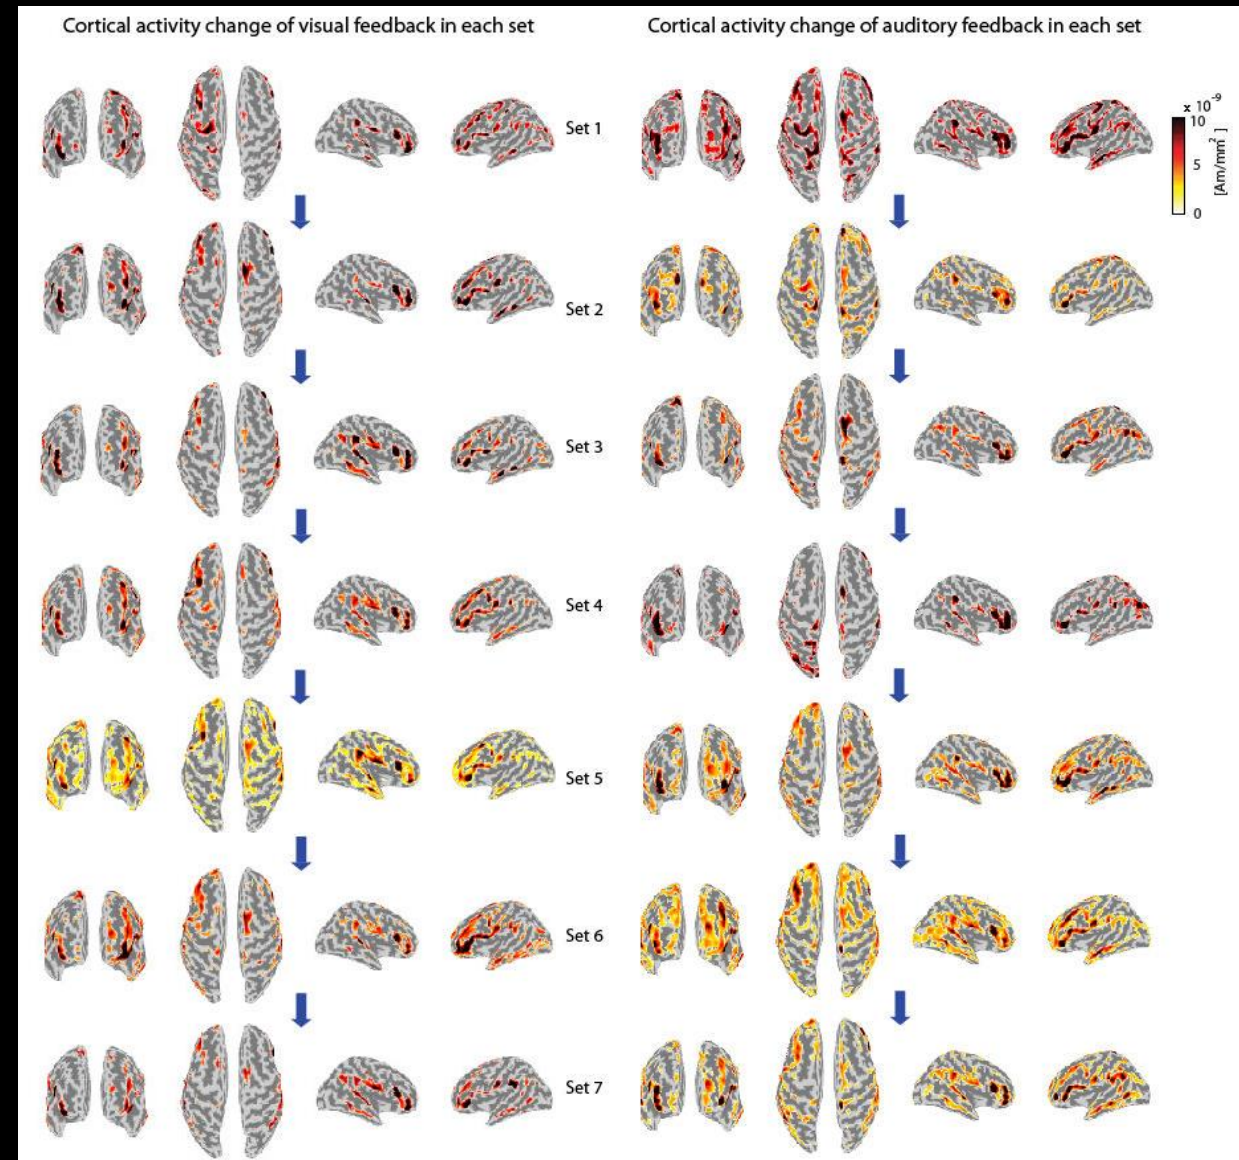 Cortical activity change of visual feedback in each set
Cortical activity change of auditory feedback in each set
Set 1
x 10^-9
10
5
0
[Am/mm^2]
Set 2
Set 3
Set 4
Set 5
Set 6
Set 7